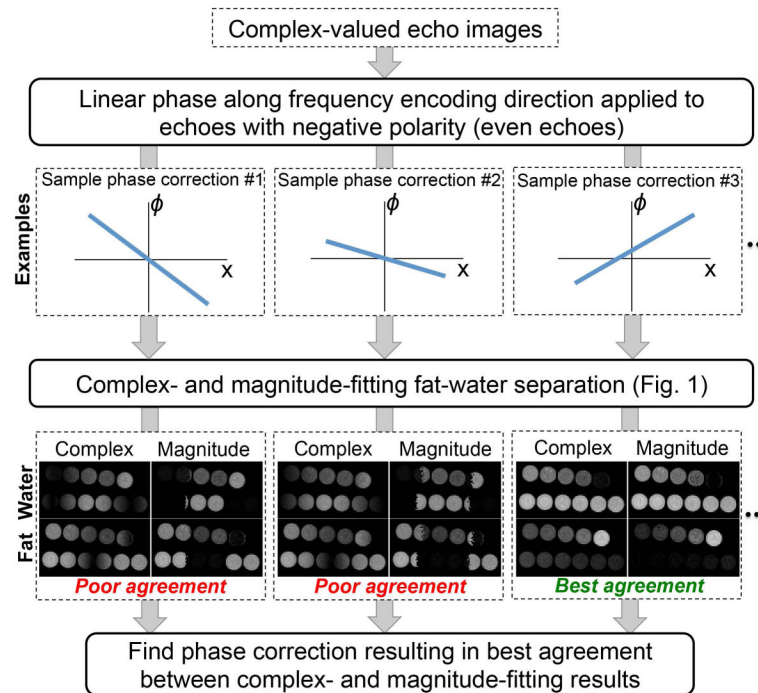 Complex-valued echo images
Linear phase along frequency encoding direction applied to
echoes with negative polarity (even echoes)
Examples
Sample phase correction #1
ϕ
x
Sample phase correction #2
ϕ
x
Sample phase correction #3
ϕ
x
...
Complex- and magnitude-fitting fat-water separation (Fig. 1)
Water
Fat
Complex Magnitude
Poor agreement
Complex Magnitude
Poor agreement
Complex Magnitude
Best agreement
...
Find phase correction resulting in best agreement
between complex- and magnitude-fitting results